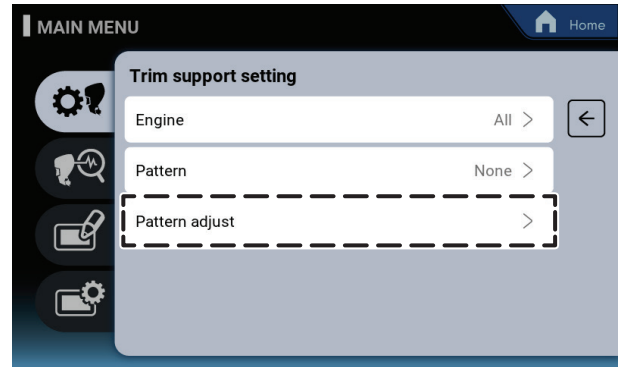 MAIN MENU
Home
Trim support setting
Engine All >
Pattern None >
Pattern adjust >